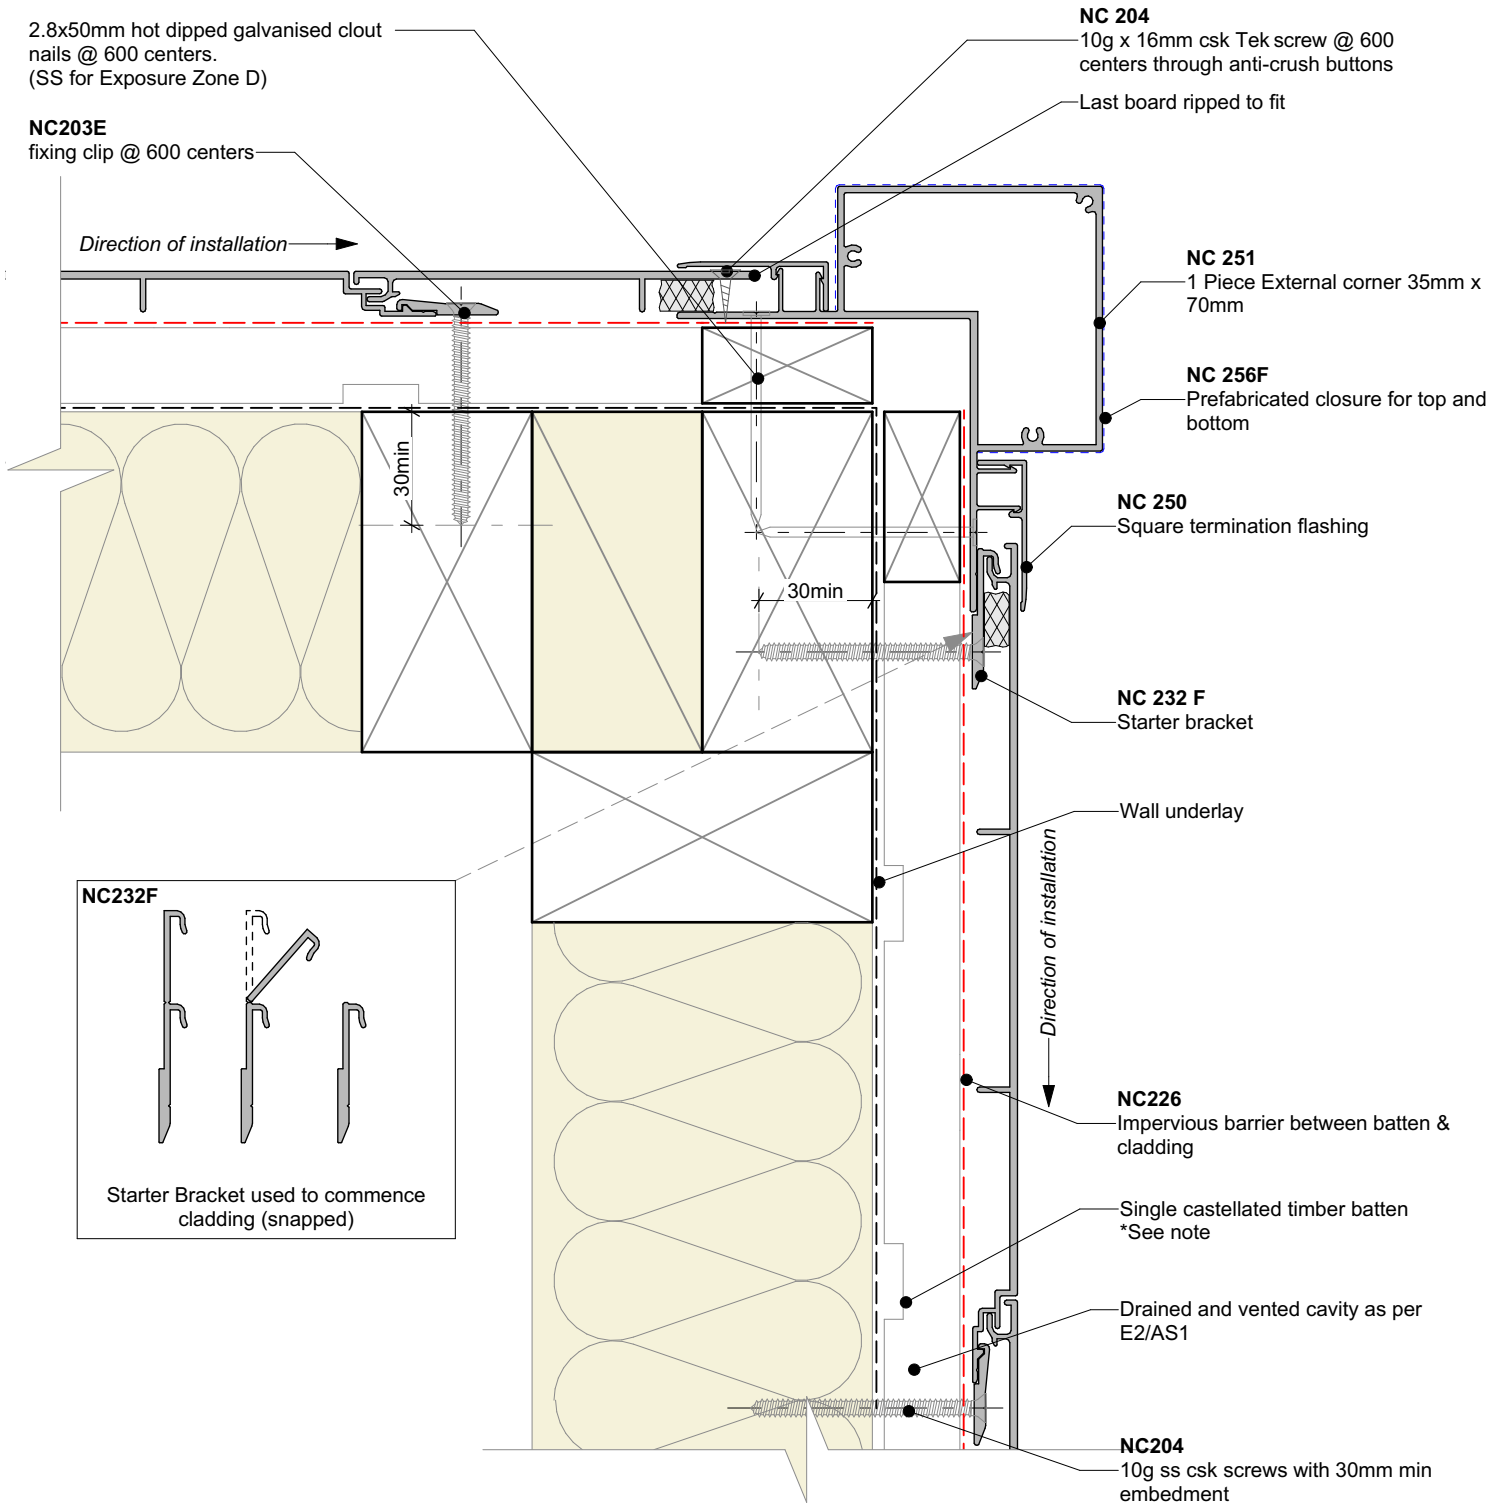 2.8x50mm hot dipped galvanised clout
nails @ 600 centers.
(SS for Exposure Zone D)
NC203E
fixing clip @ 600 centers
Direction of installation
NC 204
10g x 16mm csk Tek screw @ 600
centers through anti-crush buttons
Last board ripped to fit
NC 251
1 Piece External corner 35mm x
70mm
NC 256F
Prefabricated closure for top and
bottom
NC 250
Square termination flashing
30min
30min
NC 232 F
Starter bracket
Wall underlay
Direction of installation
NC232F
Starter Bracket used to commence
cladding (snapped)
NC226
Impervious barrier between batten &
cladding
Single castellated timber batten
*See note
Drained and vented cavity as per
E2/AS1
NC204
10g ss csk screws with 30mm min
embedment